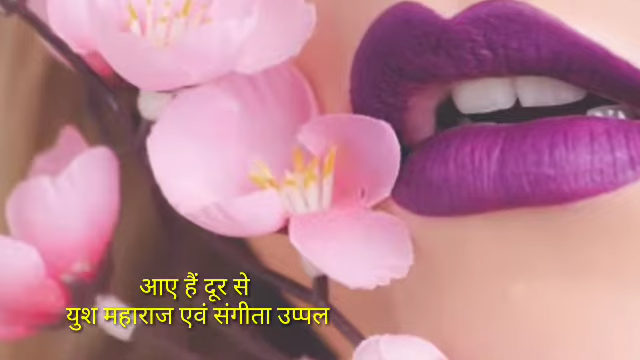 आए हैं दूर से
युश महाराज एवं संगीता उप्पल